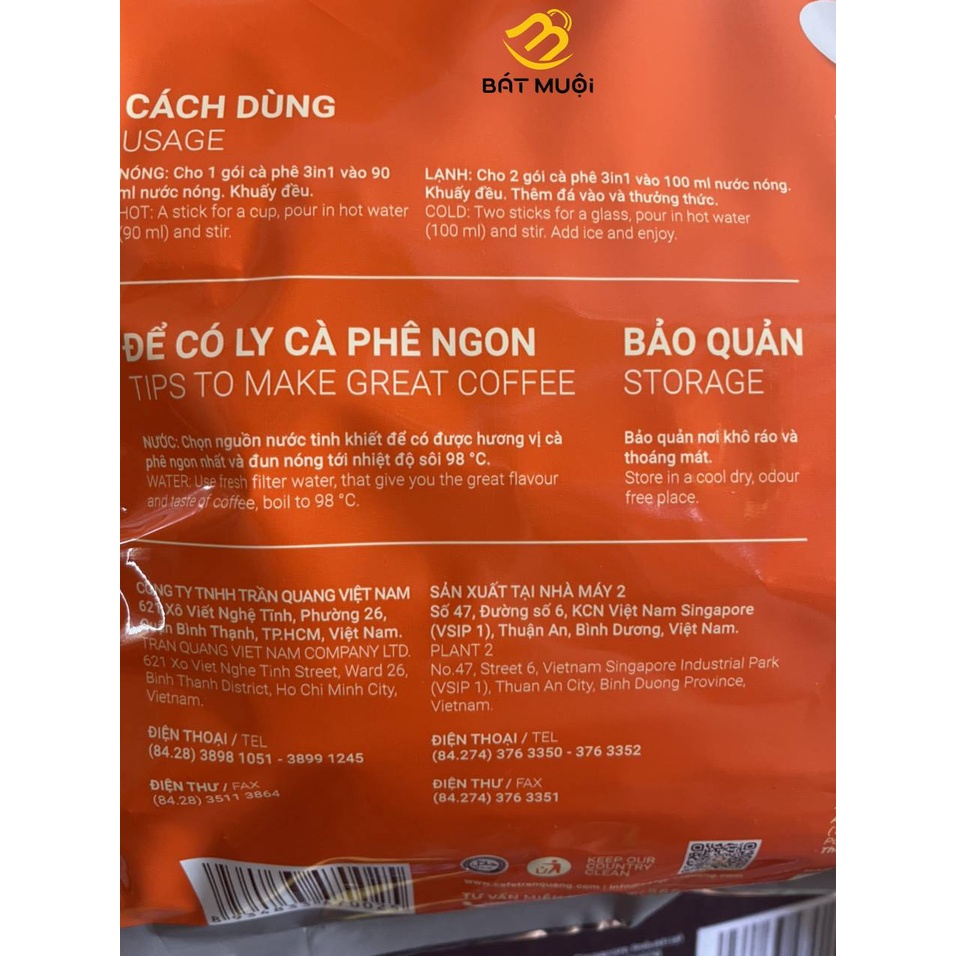 BÁT MUỘI
CÁCH DÙNG
USAGE
NÓNG: Cho 1 gói cà phê 3in1 vào 90
ml nước nóng. Khuấy đều.
HOT: A stick for a cup, pour in hot water
(90 ml) and stir.
LẠNH: Cho 2 gói cà phê 3in1 vào 100 ml nước nóng.
Khuấy đều. Thêm đá vào và thưởng thức.
COLD: Two sticks for a glass, pour in hot water
(100 ml) and stir. Add ice and enjoy.
ĐỂ CÓ LY CÀ PHÊ NGON
TIPS TO MAKE GREAT COFFEE
NƯỚC: Chọn nguồn nước tinh khiết để có được hương vị cà
phê ngon nhất và đun nóng tới nhiệt độ sôi 98 °C.
WATER: Use fresh filter water, that give you the great flavour
and taste of coffee, boil to 98 °C.
BẢO QUẢN
STORAGE
Bảo quản nơi khô ráo và
thoáng mát.
Store in a cool dry, odour
free place.
CÔNG TY TNHH TRẦN QUANG VIỆT NAM
621 Xô Viết Nghệ Tĩnh, Phường 26,
Quận Bình Thạnh, TP.HCM, Việt Nam.
TRAN QUANG VIET NAM COMPANY LTD.
621 Xo Viet Nghe Tinh Street, Ward 26,
Binh Thanh District, Ho Chi Minh City,
Vietnam.
ĐIỆN THOẠI / TEL
(84.28) 3898 1051 - 3899 1245
ĐIỆN THƯ / FAX
(84.28) 3511 3864
SẢN XUẤT TẠI NHÀ MÁY 2
Số 47, Đường số 6, KCN Việt Nam Singapore
(VSIP 1), Thuận An, Bình Dương, Việt Nam.
PLANT 2
No.47, Street 6, Vietnam Singapore Industrial Park
(VSIP 1), Thuan An City, Binh Duong Province,
Vietnam.
ĐIỆN THOẠI / TEL
(84.274) 376 3350 - 376 3352
ĐIỆN THƯ / FAX
(84.274) 376 3351
KEEP OUR
COUNTRY
CLEAN